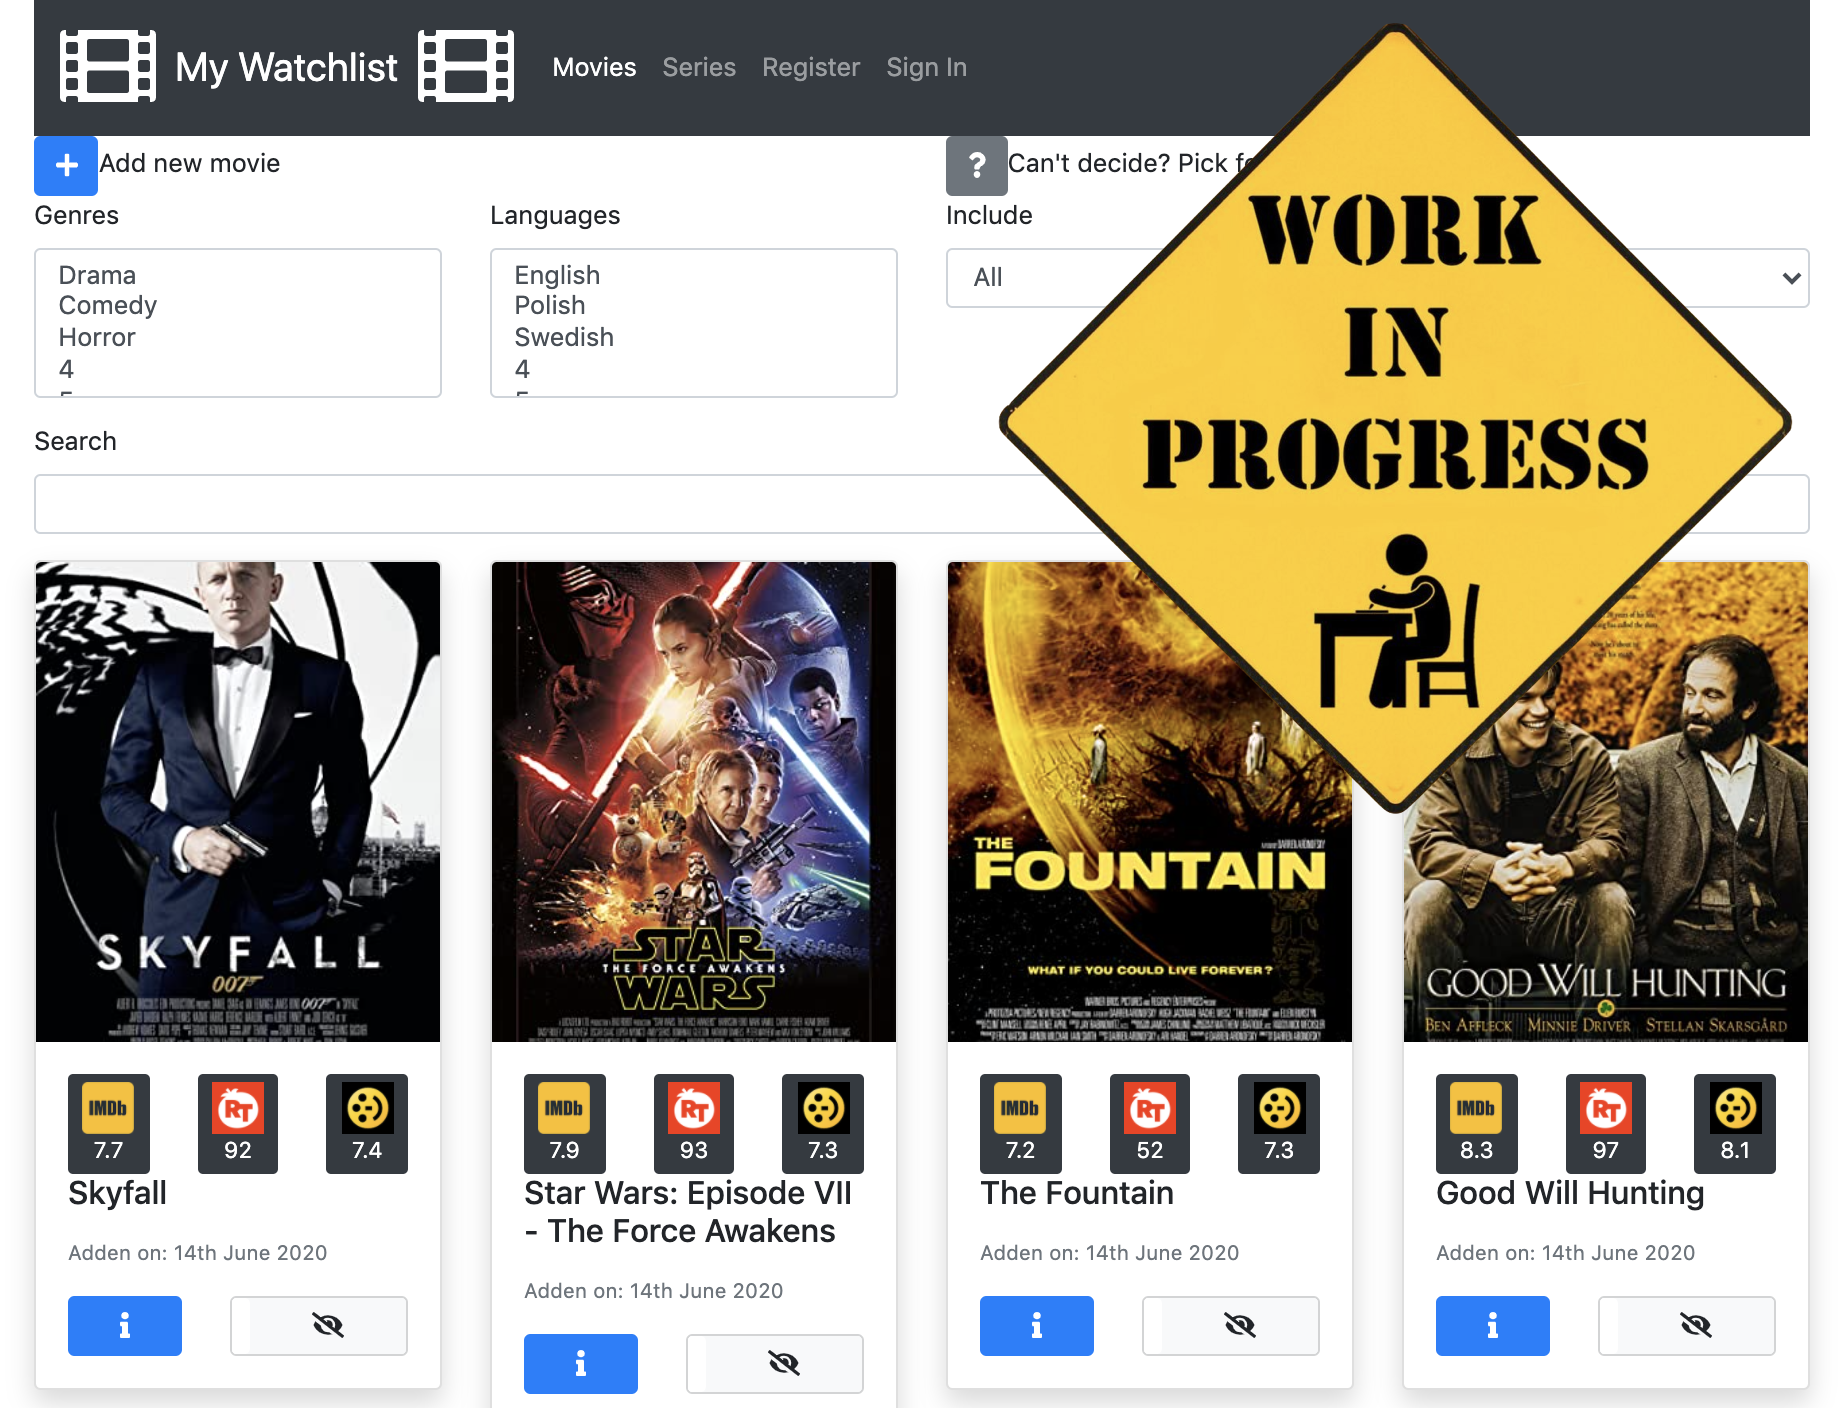 My Watchlist Movies Series Register Sign In
Add new movie
Can't decide? Pick
Genres
Languages
Include
Drama
Comedy
Horror
4
English
Polish
Swedish
4
All
Search
WORK
IN
PROGRESS
SKYFALL
007
STAR
THE FORCE AWAKENS
WARS
THE
FOUNTAIN
WHAT IF YOU COULD LIVE FOREVER?
GOOD WILL HUNTING
BEN AFFLECK MINNIE DRIVER STELLAN SKARSGÅRD
IMDb
7.7
RT
92
7.4
Skyfall
Adden on: 14th June 2020
IMDb
7.9
RT
93
7.3
Star Wars: Episode VII
- The Force Awakens
Adden on: 14th June 2020
IMDb
7.2
RT
52
7.3
The Fountain
Adden on: 14th June 2020
IMDb
8.3
RT
97
8.1
Good Will Hunting
Adden on: 14th June 2020